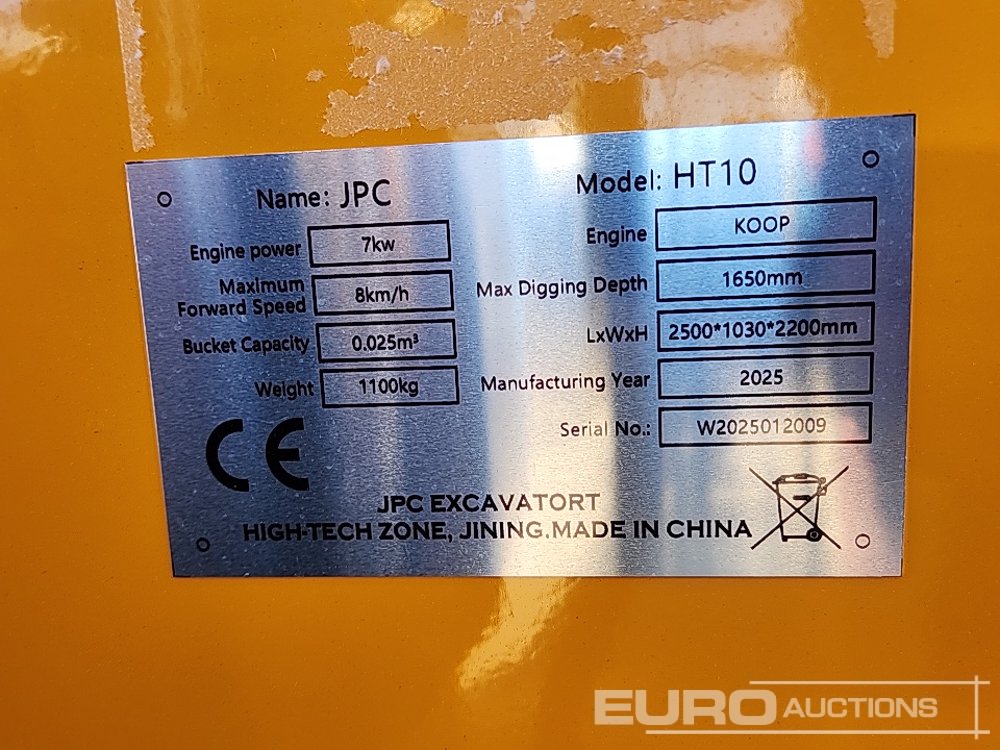 Name: JPC
Model: HT10
Engine power 7kw
Engine KOOP
Maximum Forward Speed 8km/h
Max Digging Depth 1650mm
Bucket Capacity 0.025m³
LxWxH 2500*1030*2200mm
Weight 1100kg
Manufacturing Year 2025
Serial No.: W2025012009
CE
JPC EXCAVATORT
HIGH-TECH ZONE, JINING.MADE IN CHINA
EURO AUCTIONS